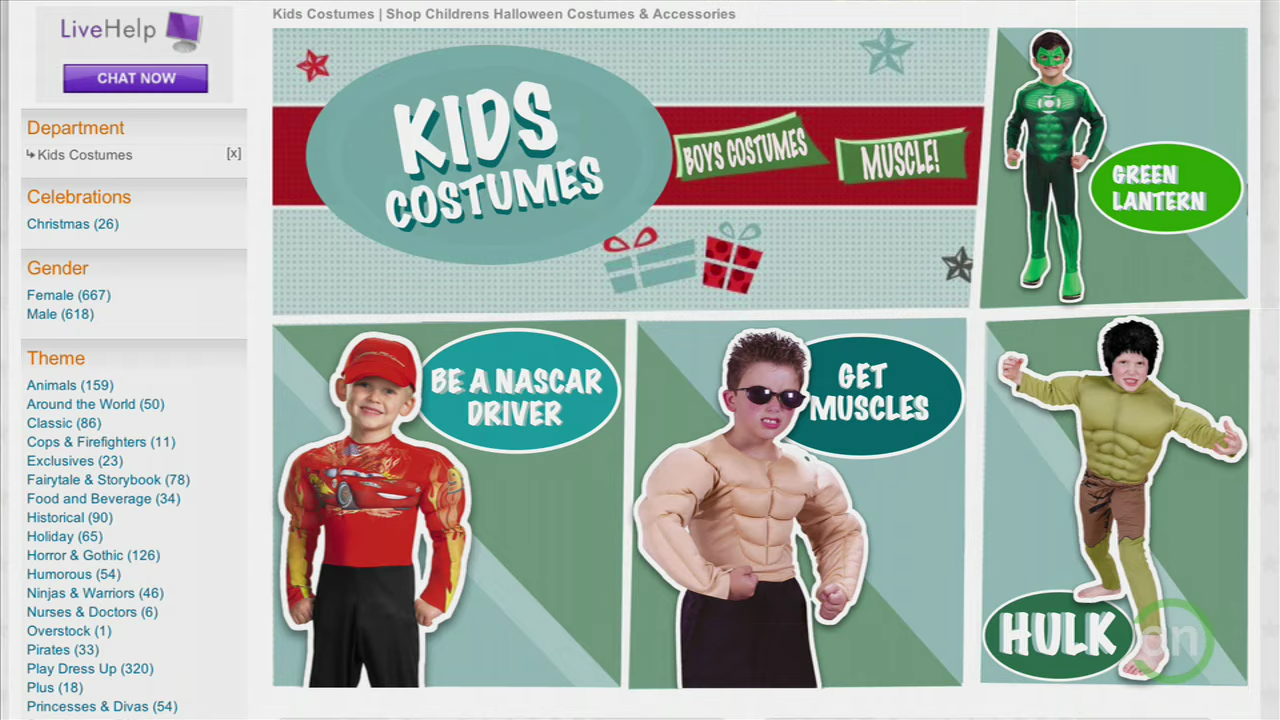 LiveHelp
CHAT NOW
Department
Kids Costumes [x]
Celebrations
Christmas (26)
Gender
Female (667)
Male (618)
Theme
Animals (159)
Around the World (50)
Classic (86)
Cops & Firefighters (11)
Exclusives (23)
Fairytale & Storybook (78)
Food and Beverage (34)
Historical (90)
Holiday (65)
Horror & Gothic (126)
Humorous (54)
Ninjas & Warriors (46)
Nurses & Doctors (6)
Overstock (1)
Pirates (33)
Play Dress Up (320)
Plus (18)
Princesses & Divas (54)
Kids Costumes | Shop Childrens Halloween Costumes & Accessories
KIDS
COSTUMES
BOYS COSTUMES
MUSCLE!
GREEN
LANTERN
BE A NASCAR
DRIVER
GET
MUSCLES
HULK
an